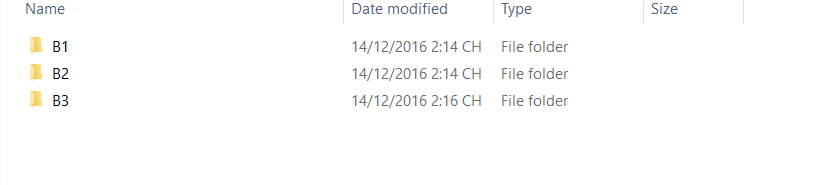 Name Date modified Type Size
B1 14/12/2016 2:14 CH File folder
B2 14/12/2016 2:14 CH File folder
B3 14/12/2016 2:16 CH File folder